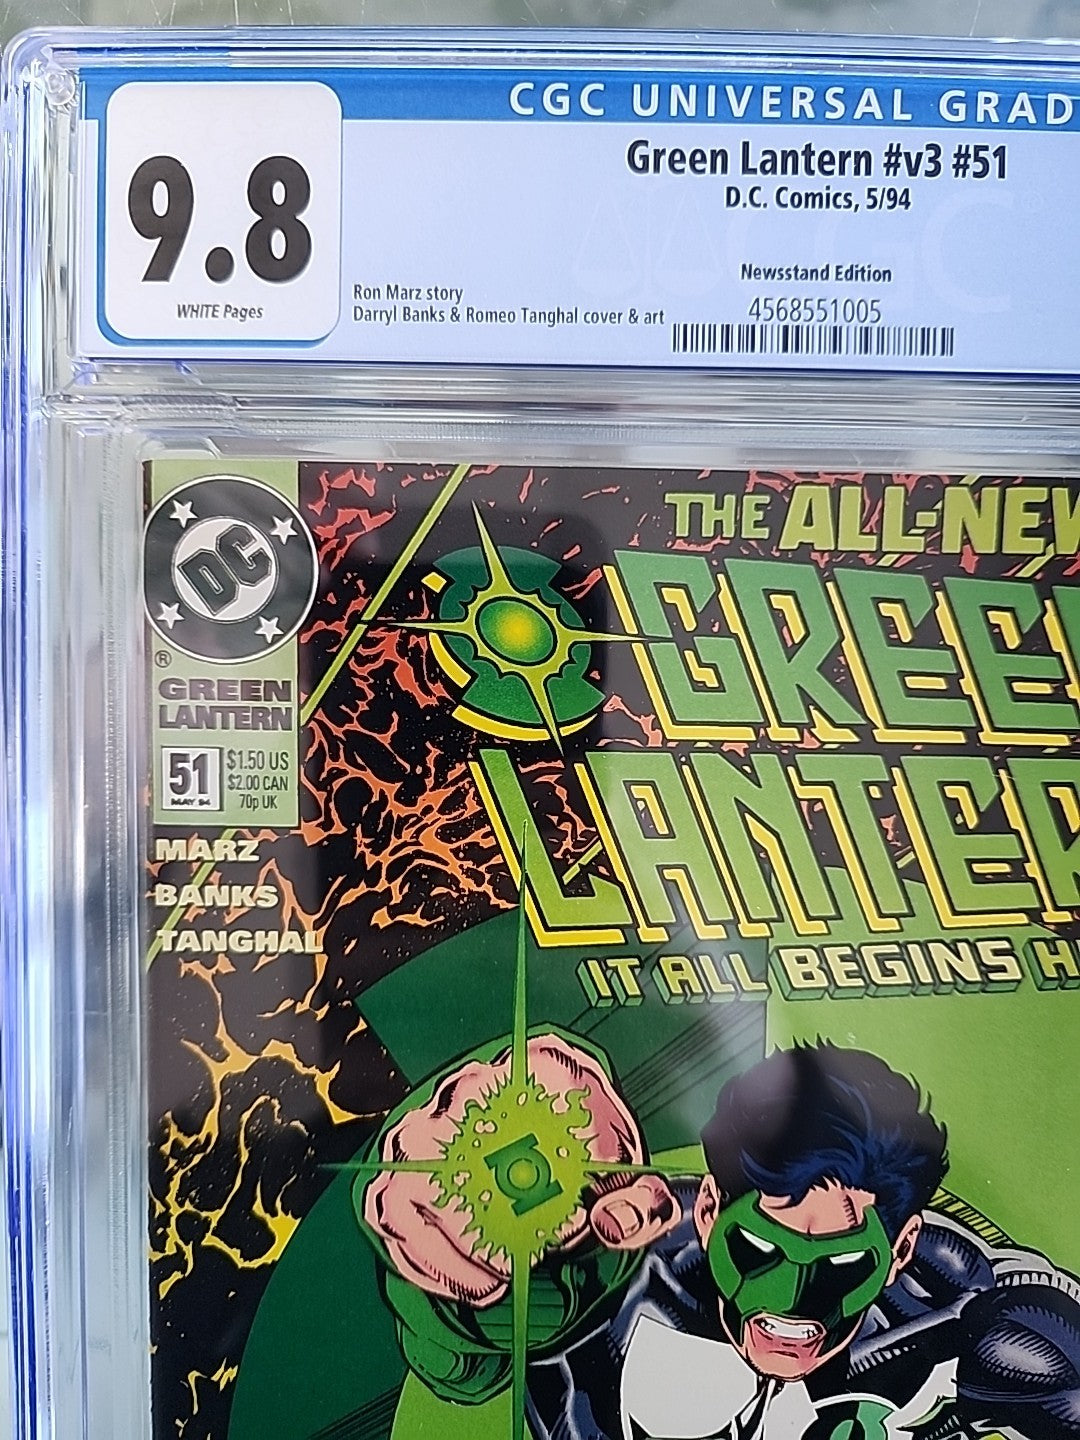 CGC UNIVERSAL GRAD
9.8
WHITE Pages
Green Lantern #v3 #51
D.C. Comics, 5/94
Newsstand Edition
Ron Marz story
Darryl Banks & Romeo Tanghal cover & art
4568551005
CGC
DC
®
GREEN
LANTERN
51
MAY 94
$1.50 US
$2.00 CAN
70p UK
MARZ
BANKS
TANGHAL
THE ALL-NEW
GREE
LANTER
IT ALL BEGINS H